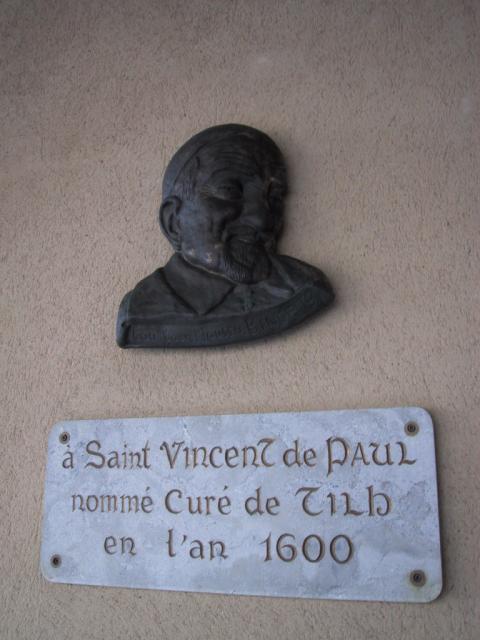 à Saint Vincent de PAUL
nommé Curé de TILH
en l'an 1600